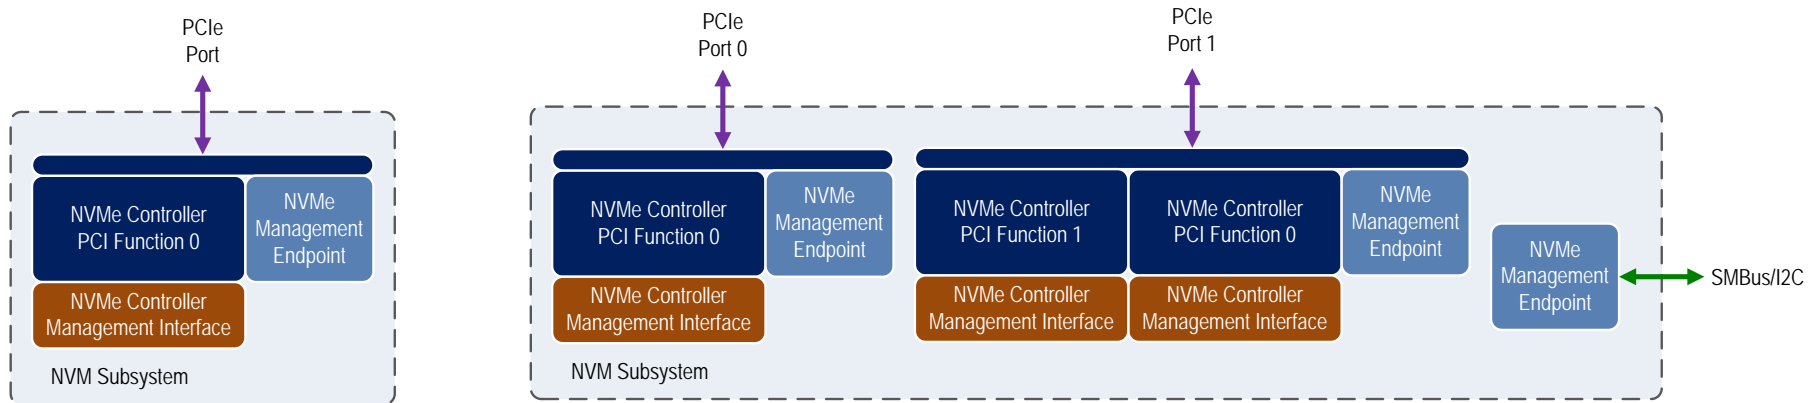 PCIe
Port
NVMe Controller
PCI Function 0
NVMe
Management
Endpoint
NVMe Controller
Management Interface
NVM Subsystem
PCIe
Port 0
PCIe
Port 1
NVMe Controller
PCI Function 0
NVMe
Management
Endpoint
NVMe Controller
Management Interface
NVMe Controller
PCI Function 1
NVMe Controller
PCI Function 0
NVMe
Management
Endpoint
NVMe Controller
Management Interface
NVMe Controller
Management Interface
NVMe
Management
Endpoint
SMBus/I2C
NVM Subsystem